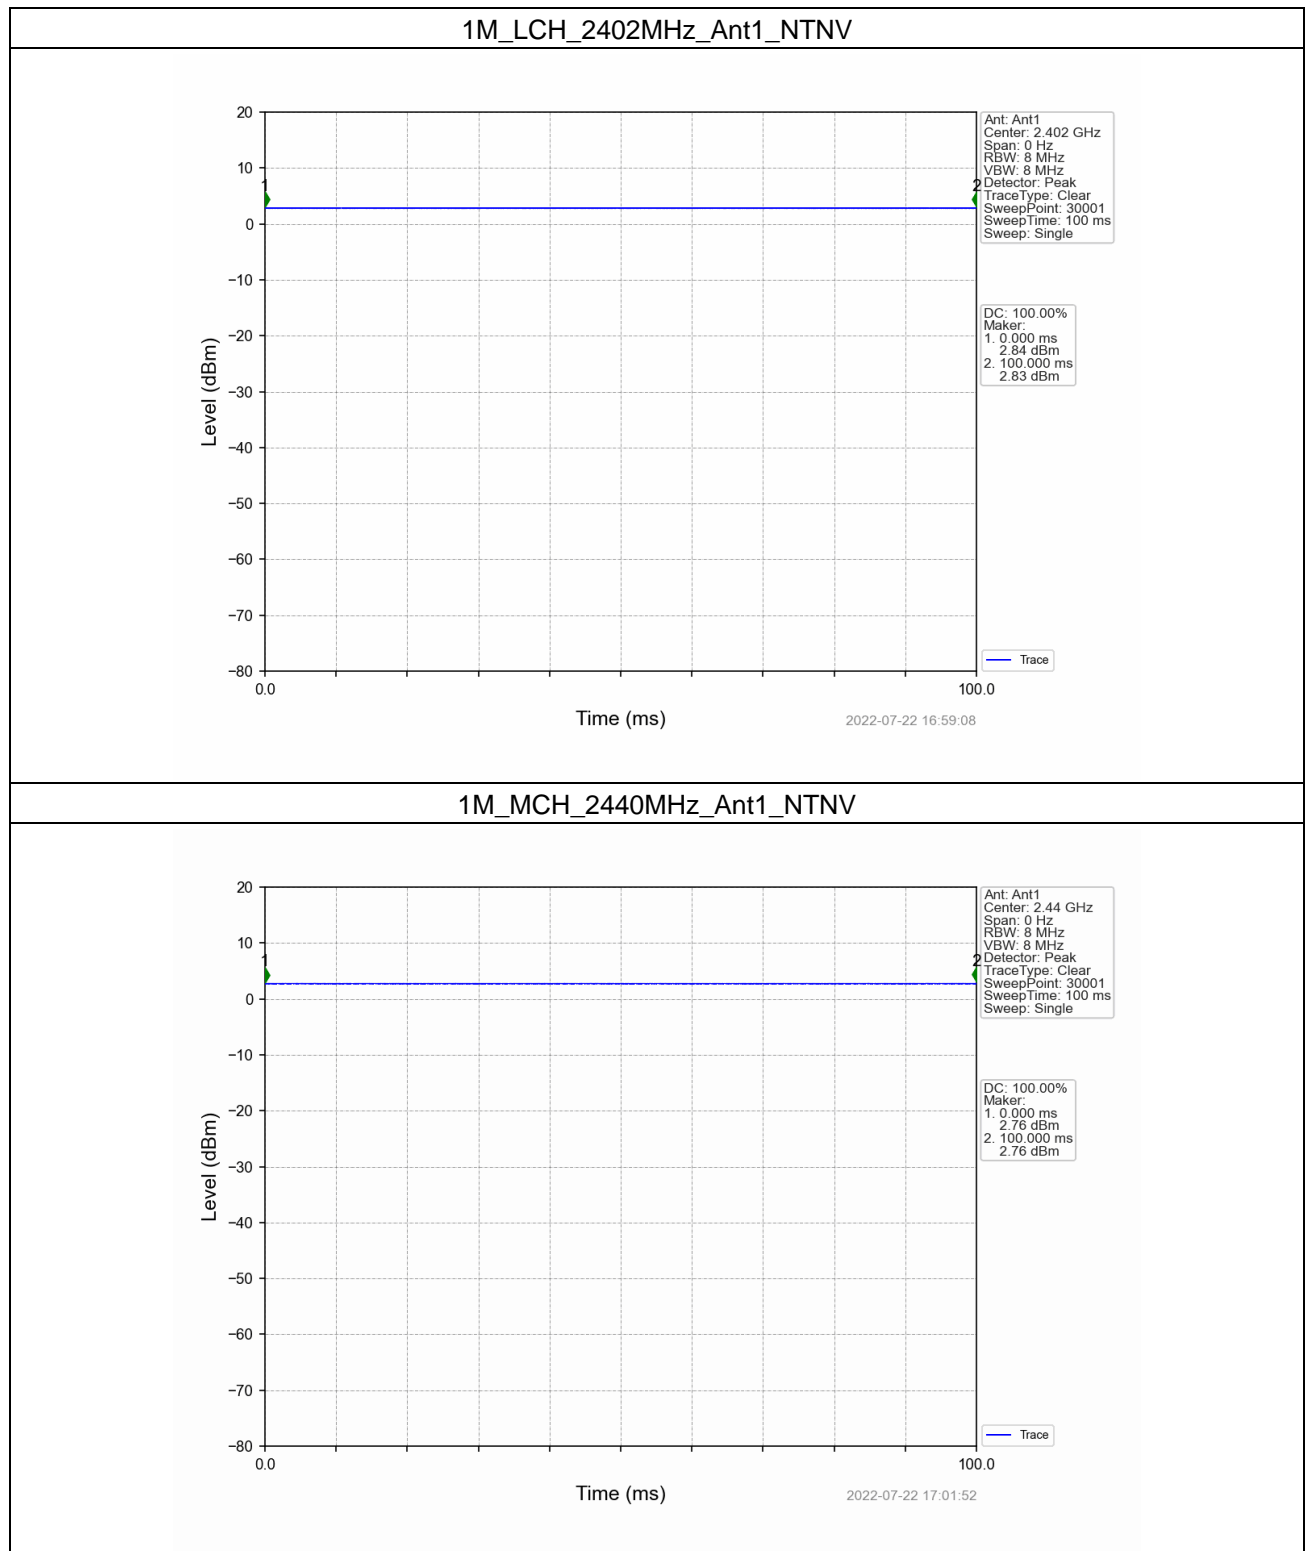 1M_LCH_2402MHz_Ant1_NTNV
20
10
0
−10
−20
−30
−40
−50
−60
−70
−80
Level (dBm)
1
2
Ant: Ant1
Center: 2.402 GHz
Span: 0 Hz
RBW: 8 MHz
VBW: 8 MHz
Detector: Peak
TraceType: Clear
SweepPoint: 30001
SweepTime: 100 ms
Sweep: Single
DC: 100.00%
Maker:
1. 0.000 ms
2.84 dBm
2. 100.000 ms
2.83 dBm
Trace
0.0
100.0
Time (ms)
2022-07-22 16:59:08
1M_MCH_2440MHz_Ant1_NTNV
20
10
0
−10
−20
−30
−40
−50
−60
−70
−80
Level (dBm)
1
2
Ant: Ant1
Center: 2.44 GHz
Span: 0 Hz
RBW: 8 MHz
VBW: 8 MHz
Detector: Peak
TraceType: Clear
SweepPoint: 30001
SweepTime: 100 ms
Sweep: Single
DC: 100.00%
Maker:
1. 0.000 ms
2.76 dBm
2. 100.000 ms
2.76 dBm
Trace
0.0
100.0
Time (ms)
2022-07-22 17:01:52